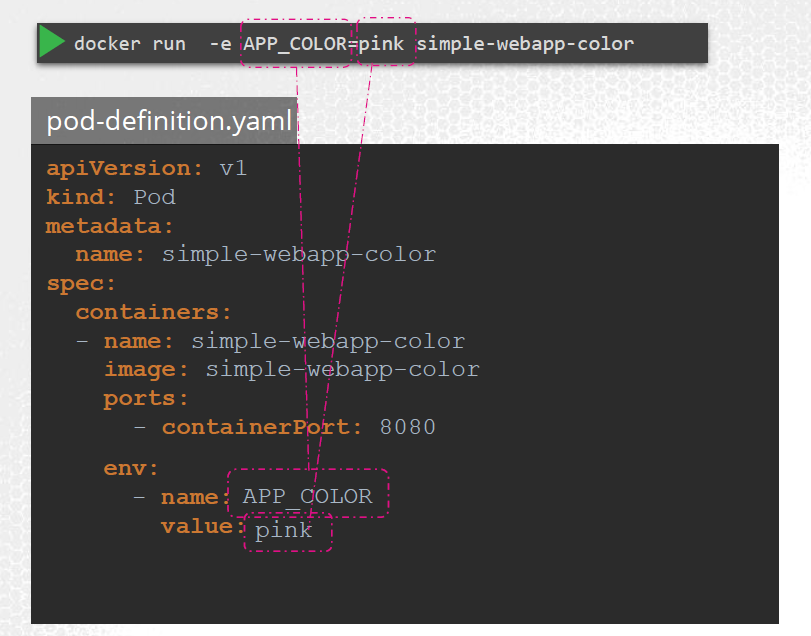 docker run  -e APP_COLOR=pink simple-webapp-color
pod-definition.yaml
apiVersion: v1
kind: Pod
metadata:
  name: simple-webapp-color
spec:
  containers:
  - name: simple-webapp-color
    image: simple-webapp-color
    ports:
      - containerPort: 8080
    env:
      - name: APP_COLOR
        value: pink